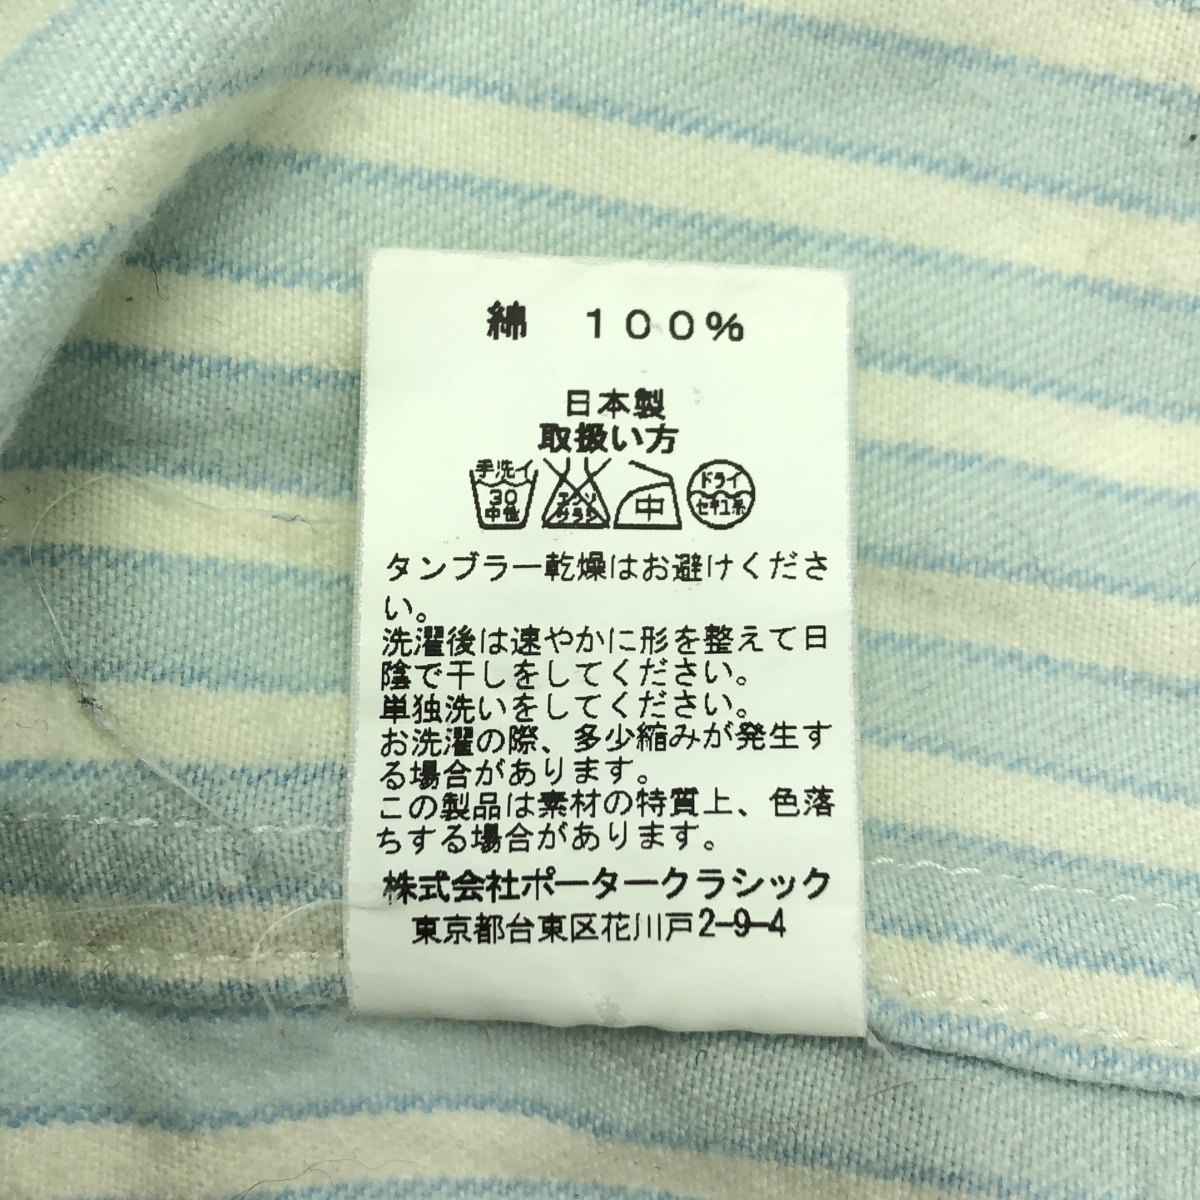 綿 100%
日本製
取扱い方
手洗イ
30
中性
エンソ
サラシ
中
ドライ
セキユ系
タンブラー乾燥はお避けくださ
い。
洗濯後は速やかに形を整えて日
陰で干しをしてください。
単独洗いをしてください。
お洗濯の際、多少縮みが発生す
る場合があります。
この製品は素材の特質上、色落
ちする場合があります。
株式会社ポータークラシック
東京都台東区花川戸2-9-4